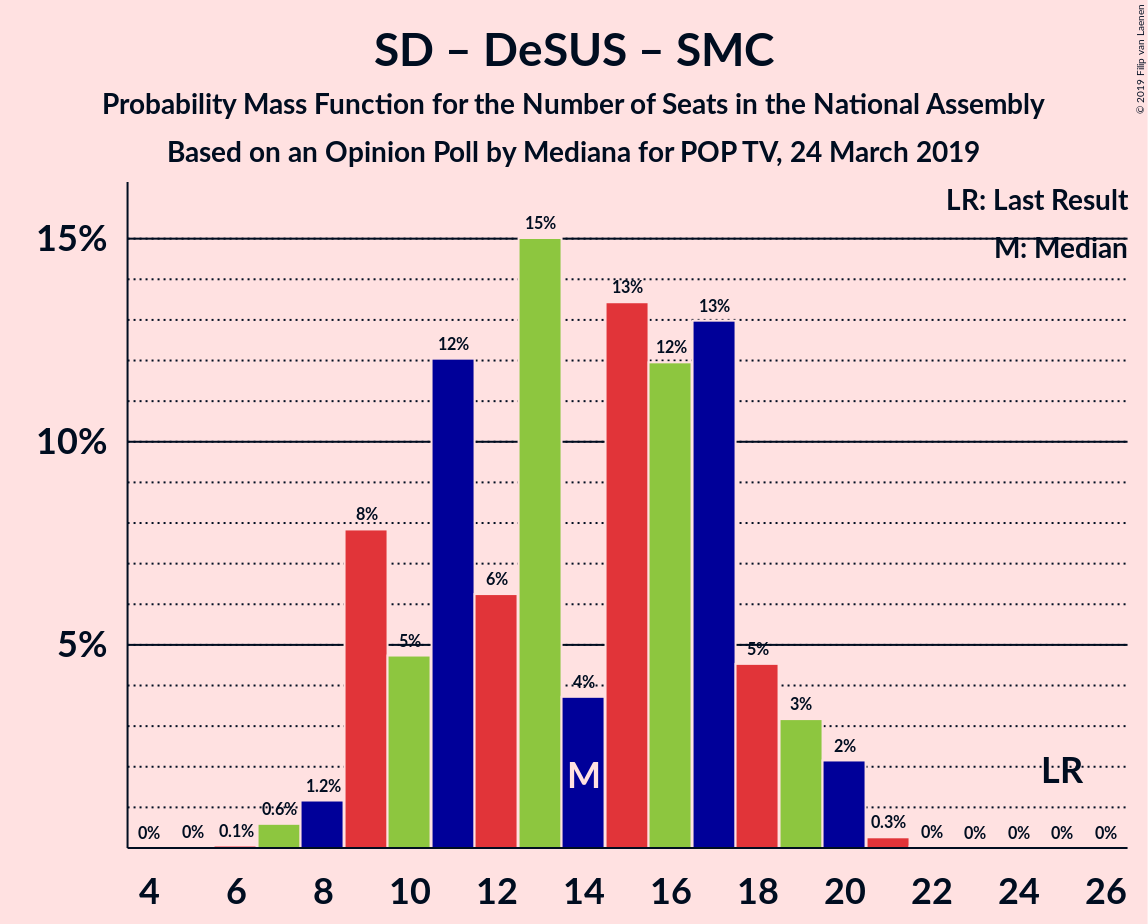 SD – DeSUS – SMC
Probability Mass Function for the Number of Seats in the National Assembly
Based on an Opinion Poll by Mediana for POP TV, 24 March 2019
© 2019 Filip van Laenen
LR: Last Result
M: Median
15%
10%
5%
0% 0% 0.1% 0.6% 1.2% 8% 5% 12% 6% 15% 4% 13% 12% 13% 5% 3% 2% 0.3% 0% 0% 0% 0% 0%
M
LR
4 6 8 10 12 14 16 18 20 22 24 26